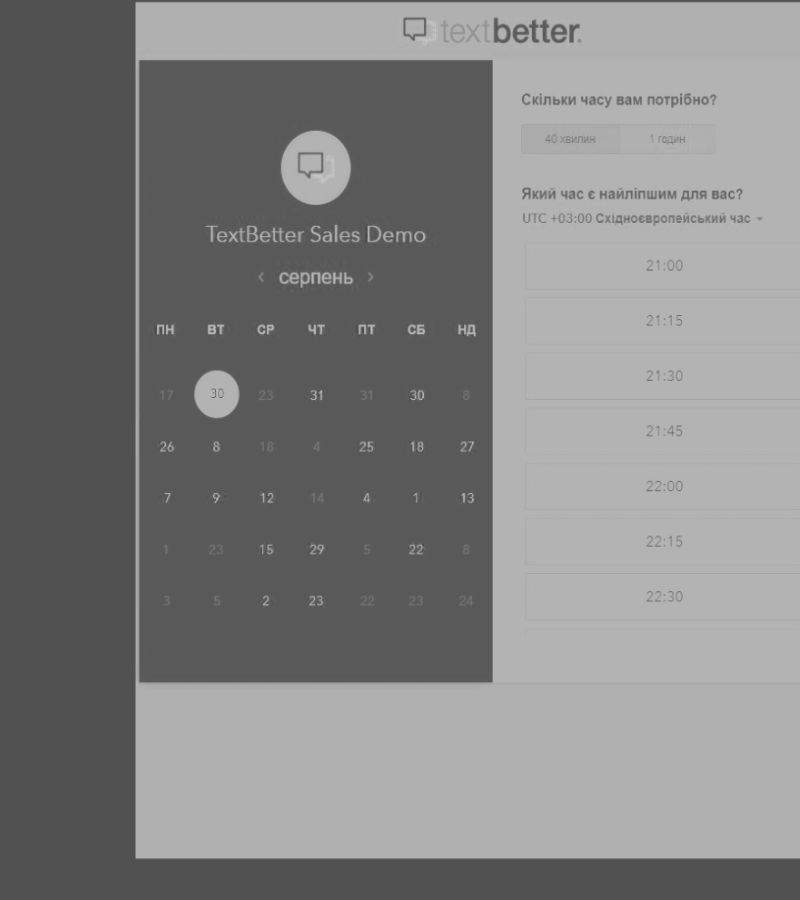 textbetter.
TextBetter Sales Demo
‹ серпень ›
ПН ВТ СР ЧТ ПТ СБ НД
17 30 23 31 31 30 8
26 8 18 4 25 18 27
7 9 12 14 4 1 13
1 23 15 29 5 22 8
3 5 2 23 22 23 24
Скільки часу вам потрібно?
40 хвилин 1 годин
Який час є найліпшим для вас?
UTC +03:00 Східноєвропейський час
21:00
21:15
21:30
21:45
22:00
22:15
22:30